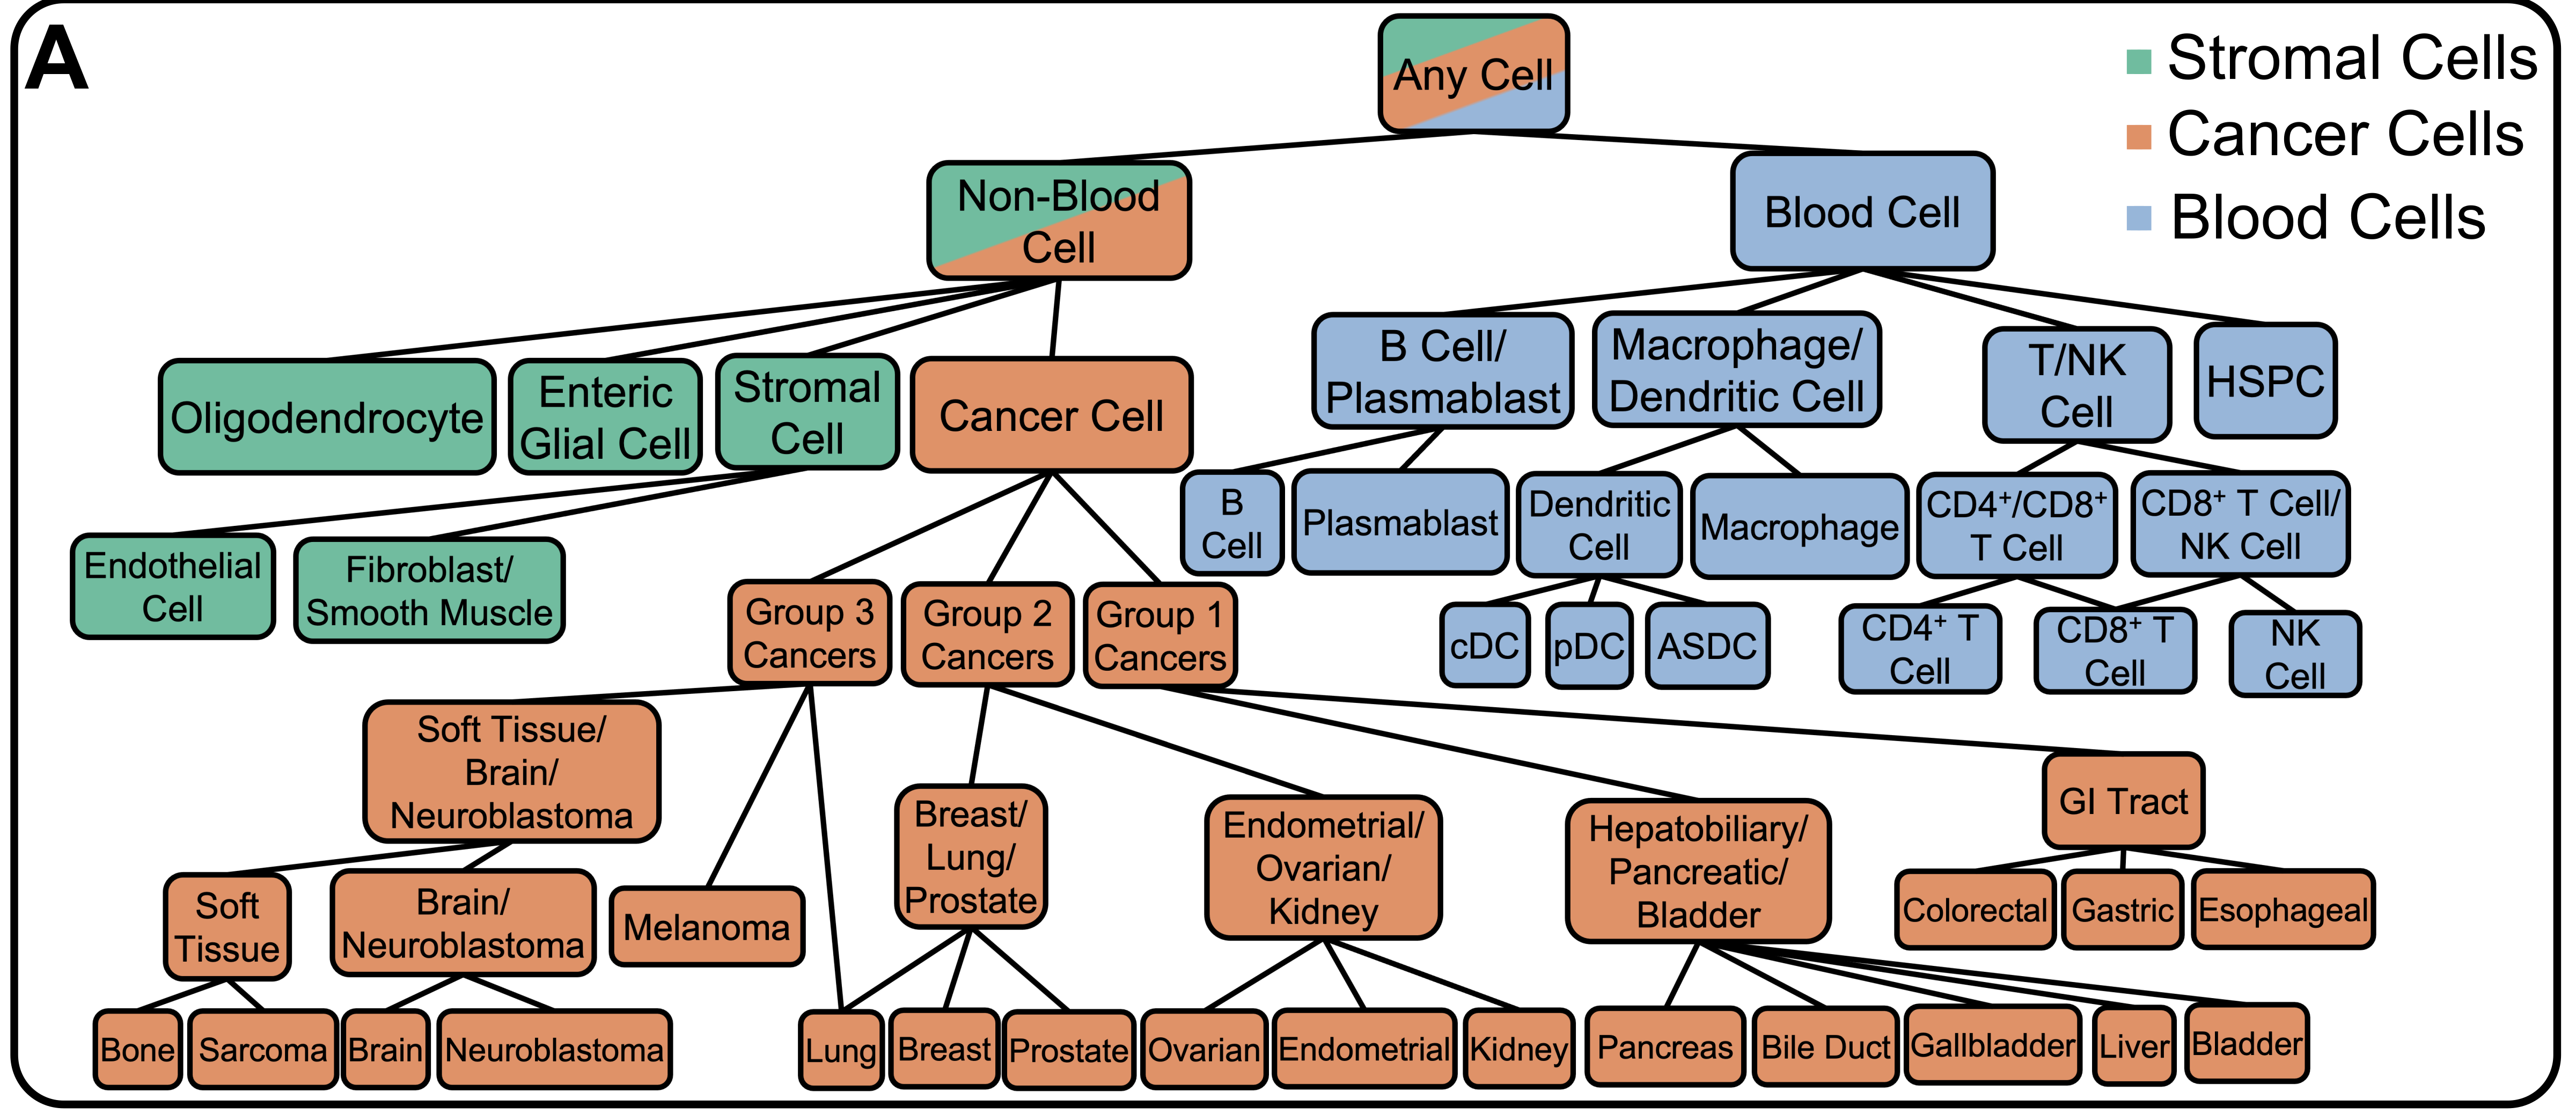 A
Any Cell
Stromal Cells
Cancer Cells
Blood Cells
Non-Blood
Cell
Blood Cell
Oligodendrocyte
Enteric
Glial Cell
Stromal
Cell
Cancer Cell
B Cell/
Plasmablast
Macrophage/
Dendritic Cell
T/NK
Cell
HSPC
Endothelial
Cell
Fibroblast/
Smooth Muscle
B
Cell
Plasmablast
Dendritic
Cell
Macrophage
CD4⁺/CD8⁺
T Cell
CD8⁺ T Cell/
NK Cell
Group 3
Cancers
Group 2
Cancers
Group 1
Cancers
cDC
pDC
ASDC
CD4⁺ T
Cell
CD8⁺ T
Cell
NK
Cell
Soft Tissue/
Brain/
Neuroblastoma
Breast/
Lung/
Prostate
Endometrial/
Ovarian/
Kidney
Hepatobiliary/
Pancreatic/
Bladder
GI Tract
Soft
Tissue
Brain/
Neuroblastoma
Melanoma
Colorectal
Gastric
Esophageal
Bone
Sarcoma
Brain
Neuroblastoma
Lung
Breast
Prostate
Ovarian
Endometrial
Kidney
Pancreas
Bile Duct
Gallbladder
Liver
Bladder